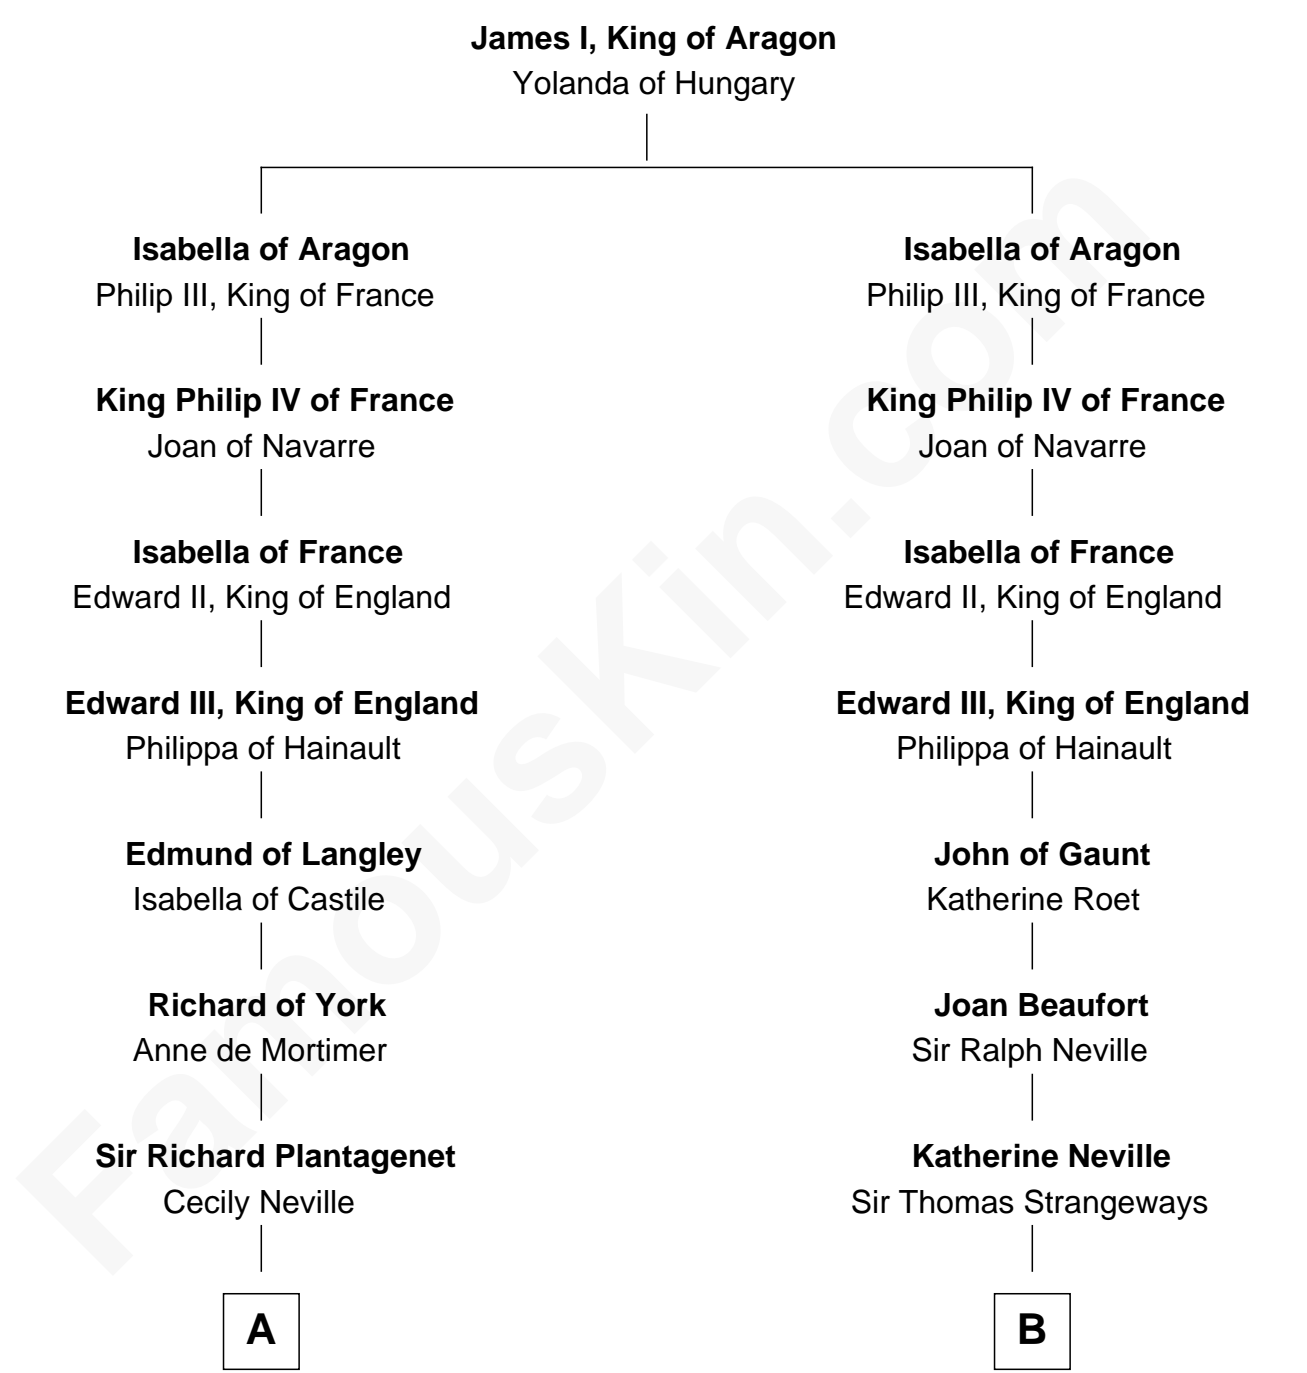 James I, King of Aragon
Yolanda of Hungary
Isabella of Aragon
Philip III, King of France
King Philip IV of France
Joan of Navarre
Isabella of France
Edward II, King of England
Edward III, King of England
Philippa of Hainault
Edmund of Langley
Isabella of Castile
Richard of York
Anne de Mortimer
Sir Richard Plantagenet
Cecily Neville
A
Isabella of Aragon
Philip III, King of France
King Philip IV of France
Joan of Navarre
Isabella of France
Edward II, King of England
Edward III, King of England
Philippa of Hainault
John of Gaunt
Katherine Roet
Joan Beaufort
Sir Ralph Neville
Katherine Neville
Sir Thomas Strangeways
B
FamousKin.com